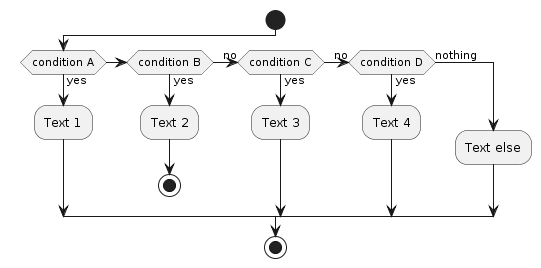 condition A
condition B
no
condition C
no
condition D
nothing
yes
yes
yes
yes
Text 1
Text 2
Text 3
Text 4
Text else